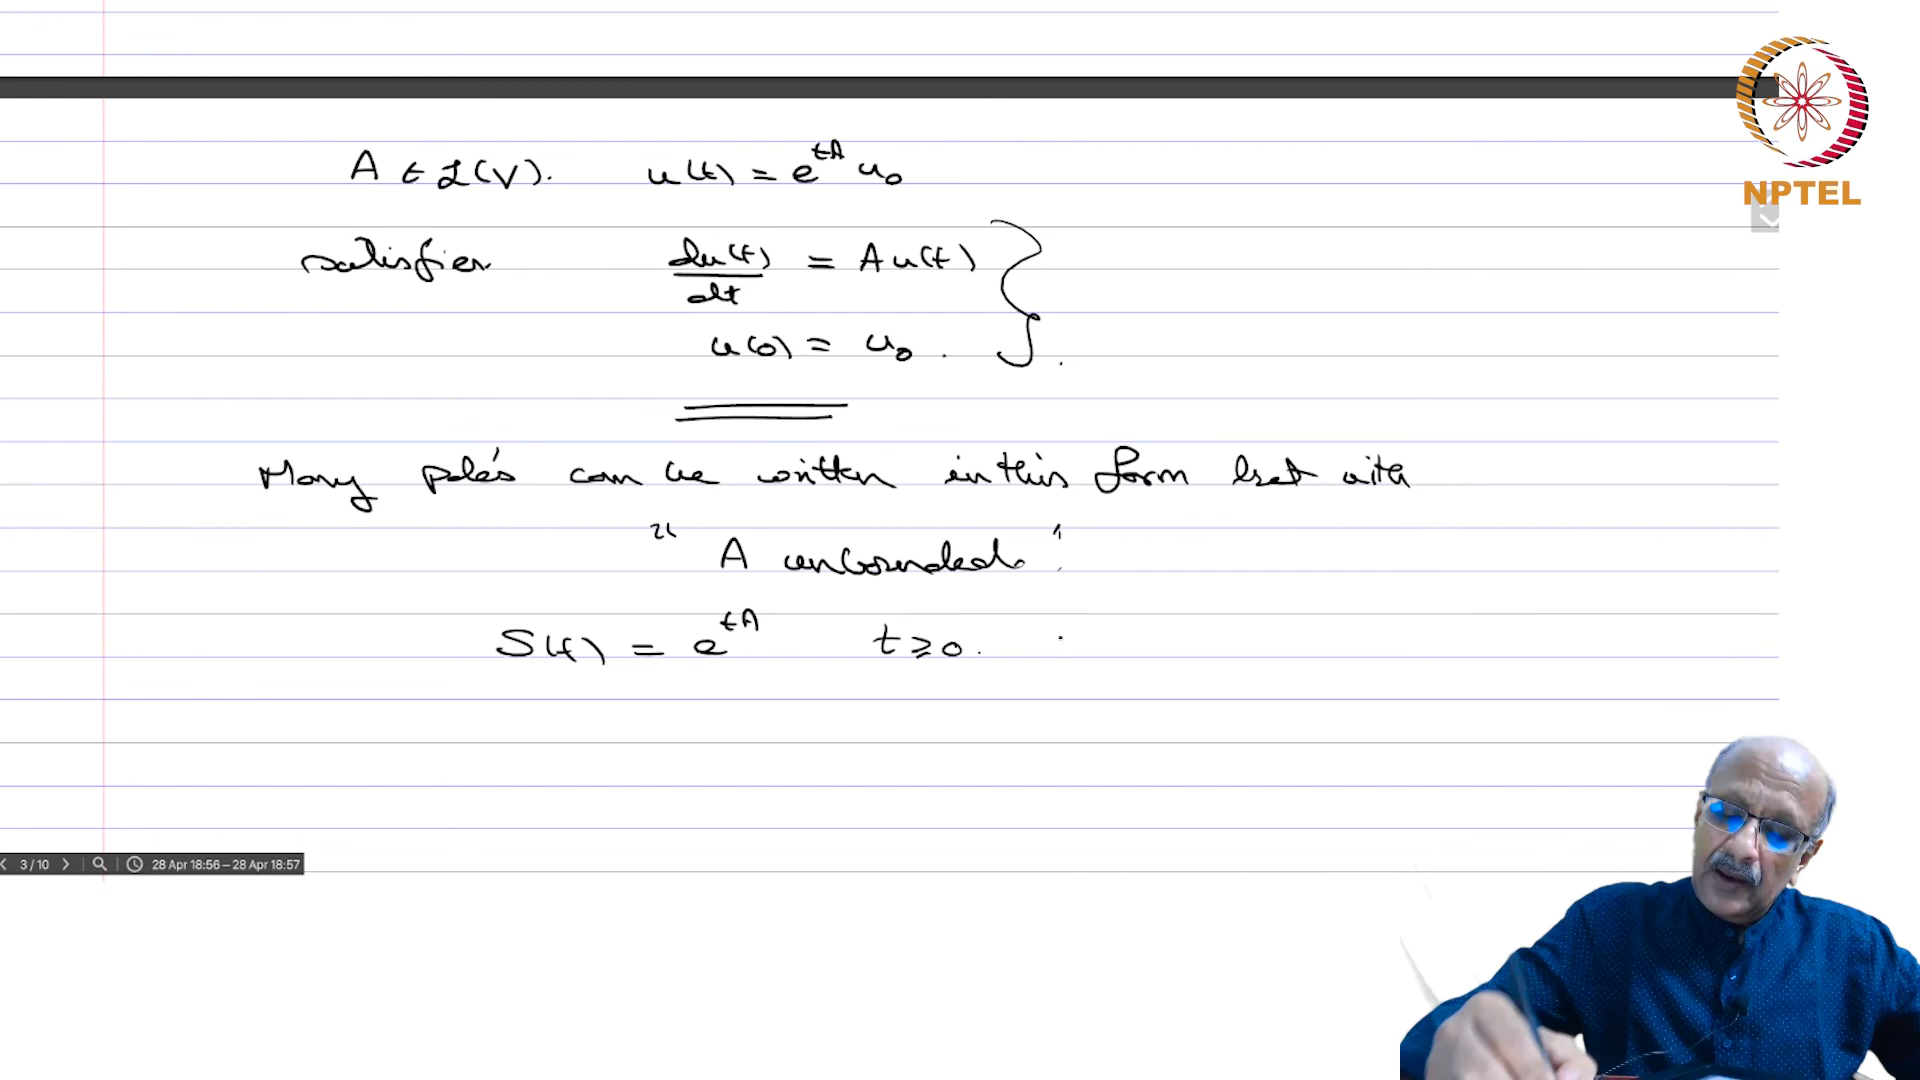 A ∈ ℒ(V). u(t) = e^{tA} u₀
NPTEL
satisfies du(t)/dt = A u(t)
u(0) = u₀.
Many pde's can be written in this form but with
"A unbounded"
S(t) = e^{tA} t ≥ 0.
3 / 10 28 Apr 18:56 – 28 Apr 18:57